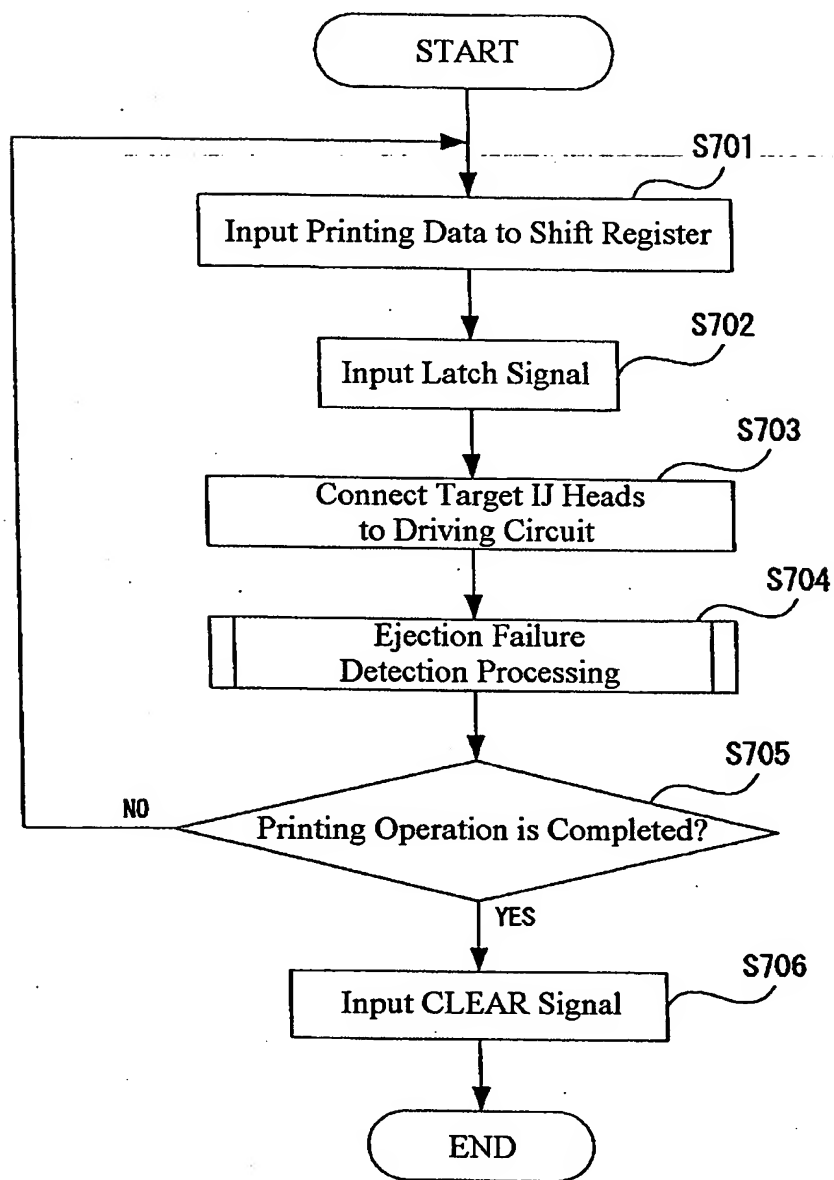 START
S701
Input Printing Data to Shift Register
S702
Input Latch Signal
S703
Connect Target IJ Heads
to Driving Circuit
S704
Ejection Failure
Detection Processing
S705
NO
Printing Operation is Completed?
YES
S706
Input CLEAR Signal
END